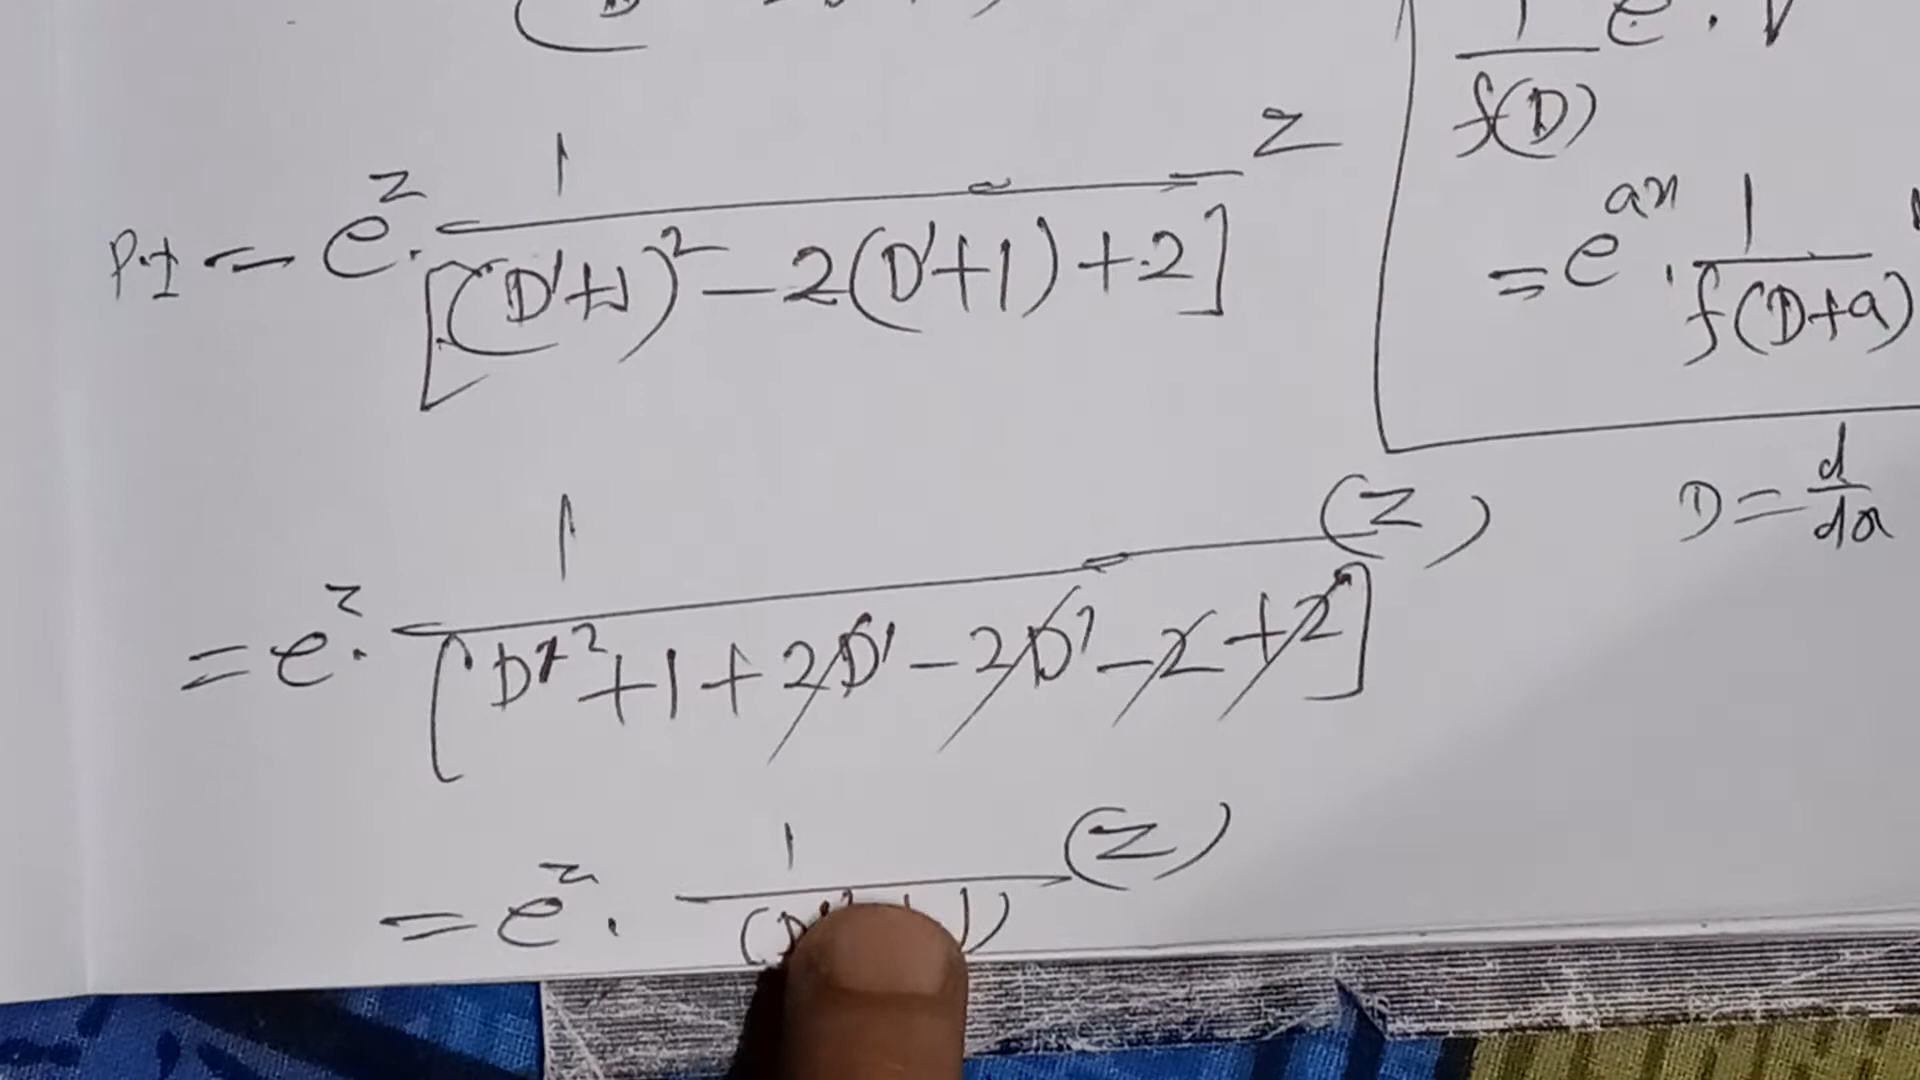 P.I = e^z . 1/[(D'+1)^2 - 2(D'+1) + 2] z
= e^z . 1/[D'^2 + 1 + 2D' - 2D' - 2 + 2] (z)
= e^z . 1/(D'^2 + 1) (z)
1/f(D) e . V
= e^ax . 1/f(D+a)
D = d/dx